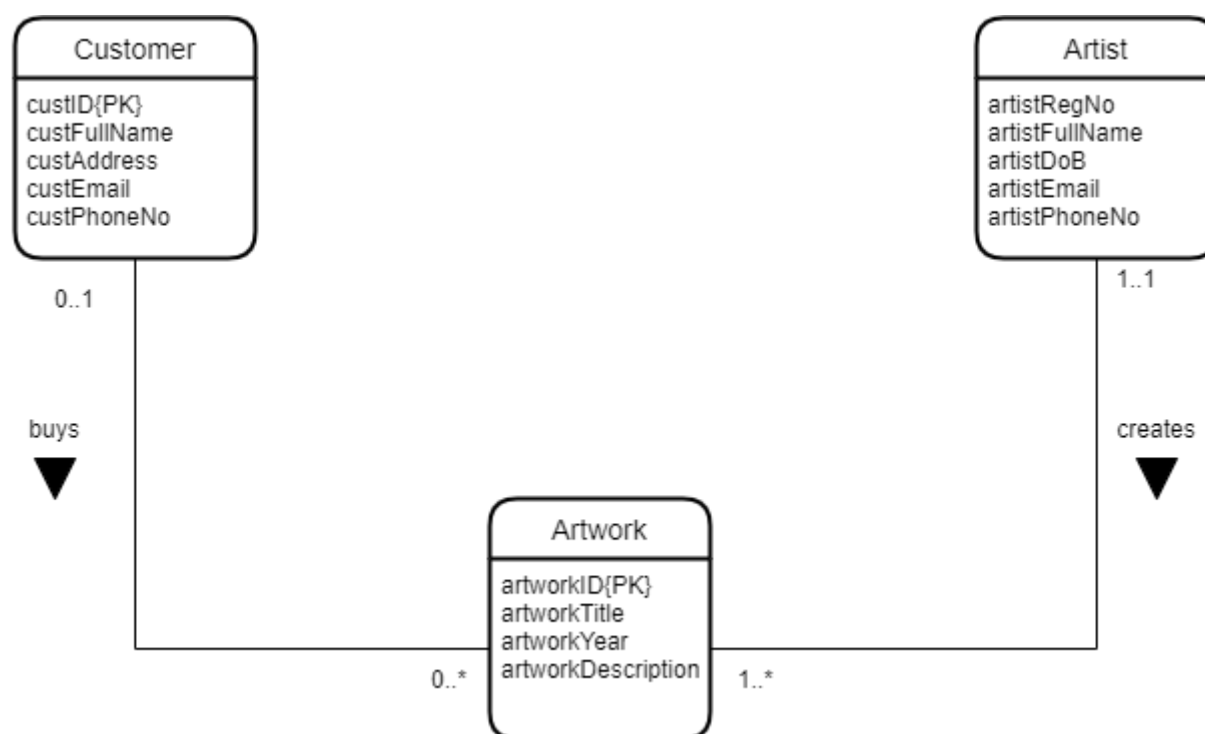 Customer
custID{PK}
custFullName
custAddress
custEmail
custPhoneNo
Artist
artistRegNo
artistFullName
artistDoB
artistEmail
artistPhoneNo
0..1
1..1
buys
creates
Artwork
artworkID{PK}
artworkTitle
artworkYear
artworkDescription
0..*
1..*